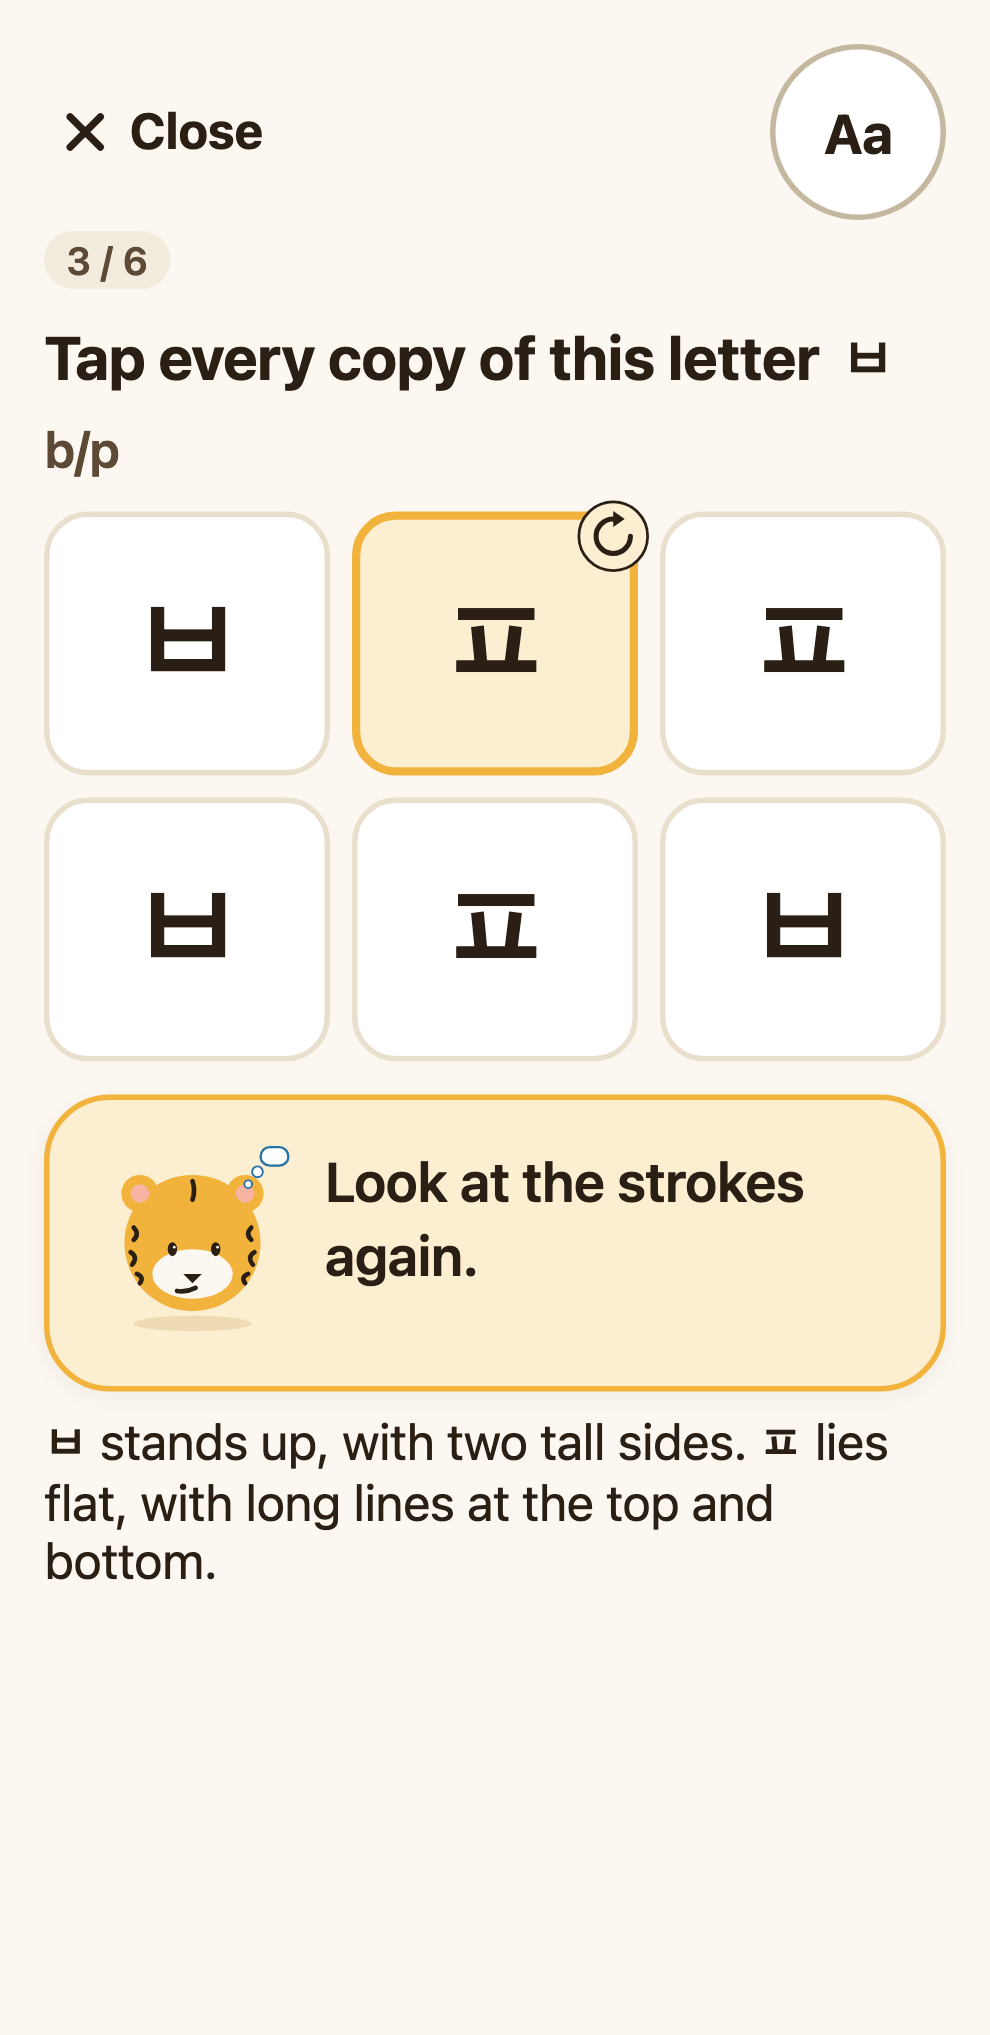 Close
Aa
3 / 6
Tap every copy of this letter ㅂ
b/p
ㅂ ㅍ ㅍ
ㅂ ㅍ ㅂ
Look at the strokes
again.
ㅂ stands up, with two tall sides. ㅍ lies
flat, with long lines at the top and
bottom.